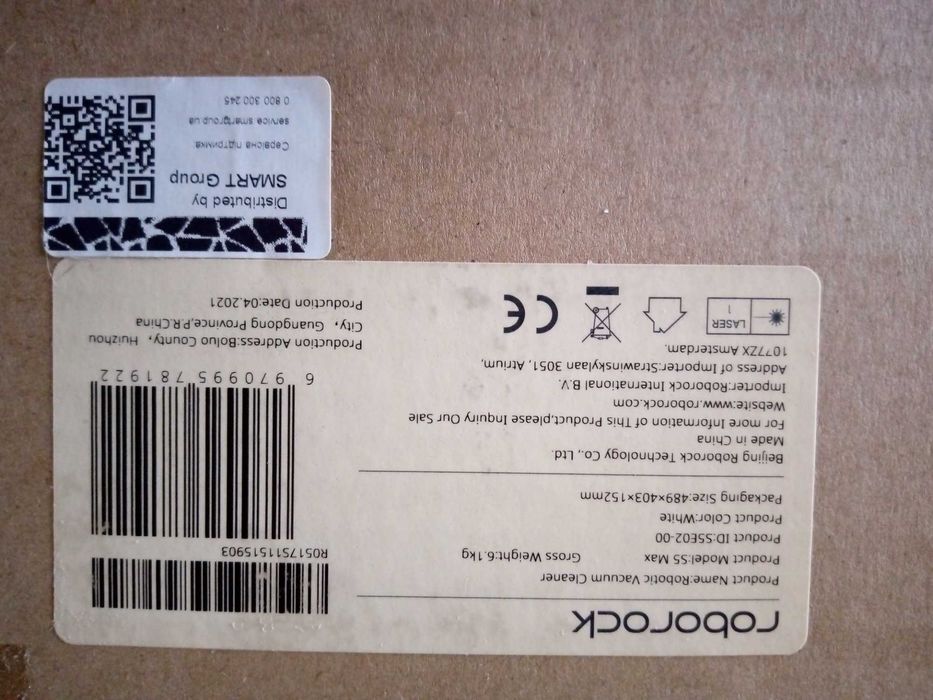 roborock
Product Name:Robotic Vacuum Cleaner
Product Model:S5 Max Gross Weight:6.1kg
Product ID:S5E02-00
Product Color:White
Packaging Size:489×403×152mm
Beijing Roborock Technology Co., Ltd.
Made in China
For more Information of This Product,please Inquiry Our Sale
Website:www.roborock.com
Importer:Roborock International B.V.
Address of Importer:Strawinskylaan 3051, Atrium,
1077ZX Amsterdam.
LASER
1
CE
R0517S11515903
6 970995 781922
Production Address:Boluo County, Huizhou
City, Guangdong Province,P.R.China
Production Date:04.2021
Distributed by
SMART Group
Сервісна підтримка:
service.smartgroup.ua
0 800 300 245